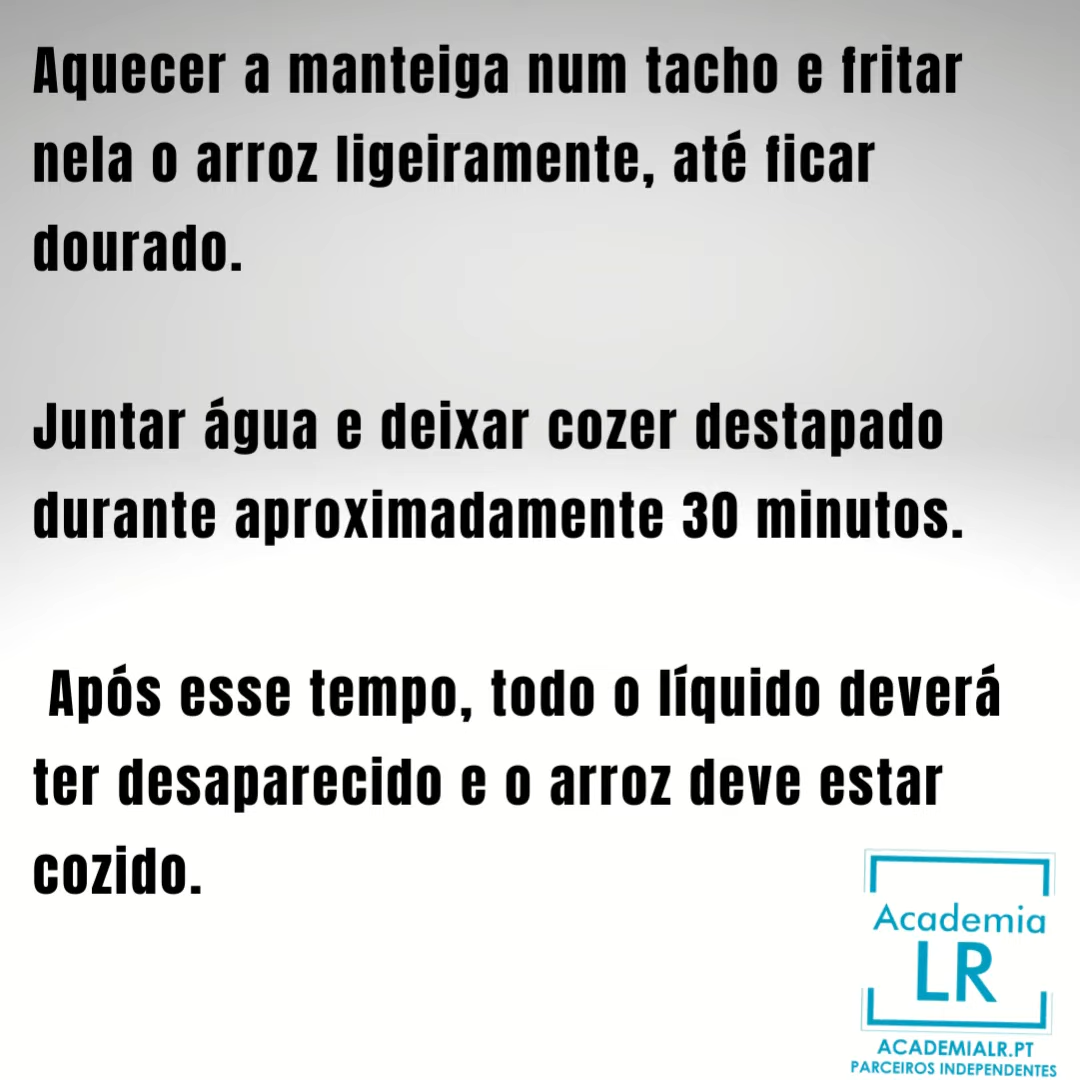 Aquecer a manteiga num tacho e fritar
nela o arroz ligeiramente, até ficar
dourado.
Juntar água e deixar cozer destapado
durante aproximadamente 30 minutos.
Após esse tempo, todo o líquido deverá
ter desaparecido e o arroz deve estar
cozido.
Academia
LR
ACADEMIALR.PT
PARCEIROS INDEPENDENTES